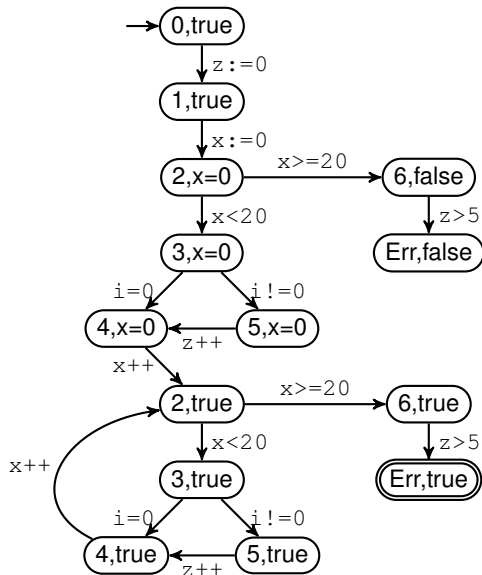 0,true
z:=0
1,true
x:=0
2,x=0 x>=20 6,false
x<20 z>5
3,x=0 Err,false
i=0 i!=0
4,x=0 z++ 5,x=0
x++
2,true x>=20 6,true
x<20 z>5
x++ 3,true Err,true
i=0 i!=0
4,true z++ 5,true